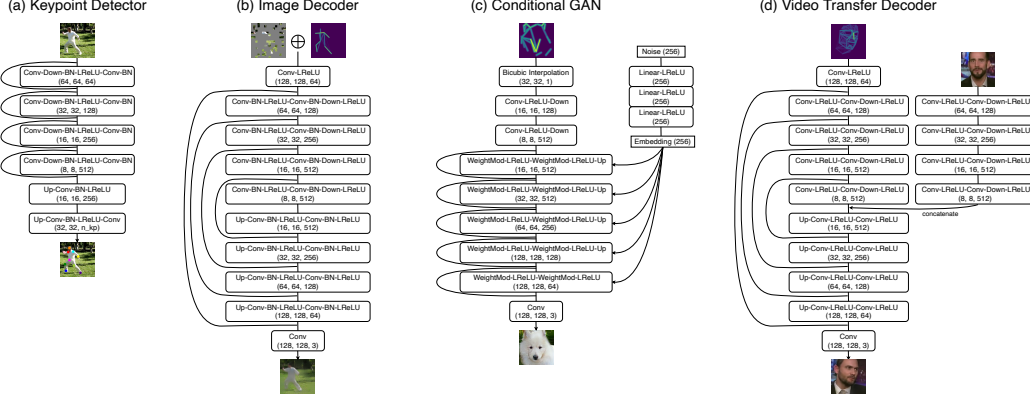 (a) Keypoint Detector
Conv-Down-BN-LReLU-Conv-BN
(64, 64, 64)
Conv-Down-BN-LReLU-Conv-BN
(32, 32, 128)
Conv-Down-BN-LReLU-Conv-BN
(16, 16, 256)
Conv-Down-BN-LReLU-Conv-BN
(8, 8, 512)
Up-Conv-BN-LReLU
(16, 16, 256)
Up-Conv-BN-LReLU-Conv
(32, 32, n_kp)
(b) Image Decoder
Conv-LReLU
(128, 128, 64)
Conv-BN-LReLU-Conv-BN-Down-LReLU
(64, 64, 128)
Conv-BN-LReLU-Conv-BN-Down-LReLU
(32, 32, 256)
Conv-BN-LReLU-Conv-BN-Down-LReLU
(16, 16, 512)
Conv-BN-LReLU-Conv-BN-Down-LReLU
(8, 8, 512)
Up-Conv-BN-LReLU-Conv-BN-LReLU
(16, 16, 512)
Up-Conv-BN-LReLU-Conv-BN-LReLU
(32, 32, 256)
Up-Conv-BN-LReLU-Conv-BN-LReLU
(64, 64, 128)
Up-Conv-BN-LReLU-Conv-BN-LReLU
(128, 128, 64)
Conv
(128, 128, 3)
(c) Conditional GAN
Bicubic Interpolation
(32, 32, 1)
Conv-LReLU-Down
(16, 16, 128)
Conv-LReLU-Down
(8, 8, 512)
WeightMod-LReLU-WeightMod-LReLU-Up
(16, 16, 512)
WeightMod-LReLU-WeightMod-LReLU-Up
(32, 32, 512)
WeightMod-LReLU-WeightMod-LReLU-Up
(64, 64, 256)
WeightMod-LReLU-WeightMod-LReLU-Up
(128, 128, 128)
WeightMod-LReLU-WeightMod-LReLU
(128, 128, 64)
Conv
(128, 128, 3)
Noise (256)
Linear-LReLU
(256)
Linear-LReLU
(256)
Linear-LReLU
(256)
Embedding (256)
(d) Video Transfer Decoder
Conv-LReLU
(128, 128, 64)
Conv-LReLU-Conv-Down-LReLU
(64, 64, 128)
Conv-LReLU-Conv-Down-LReLU
(32, 32, 256)
Conv-LReLU-Conv-Down-LReLU
(16, 16, 512)
Conv-LReLU-Conv-Down-LReLU
(8, 8, 512)
Up-Conv-LReLU-Conv-LReLU
(16, 16, 512)
Up-Conv-LReLU-Conv-LReLU
(32, 32, 256)
Up-Conv-LReLU-Conv-LReLU
(64, 64, 128)
Up-Conv-LReLU-Conv-LReLU
(128, 128, 64)
Conv
(128, 128, 3)
Conv-LReLU-Conv-Down-LReLU
(64, 64, 128)
Conv-LReLU-Conv-Down-LReLU
(32, 32, 256)
Conv-LReLU-Conv-Down-LReLU
(16, 16, 512)
Conv-LReLU-Conv-Down-LReLU
(8, 8, 512)
concatenate